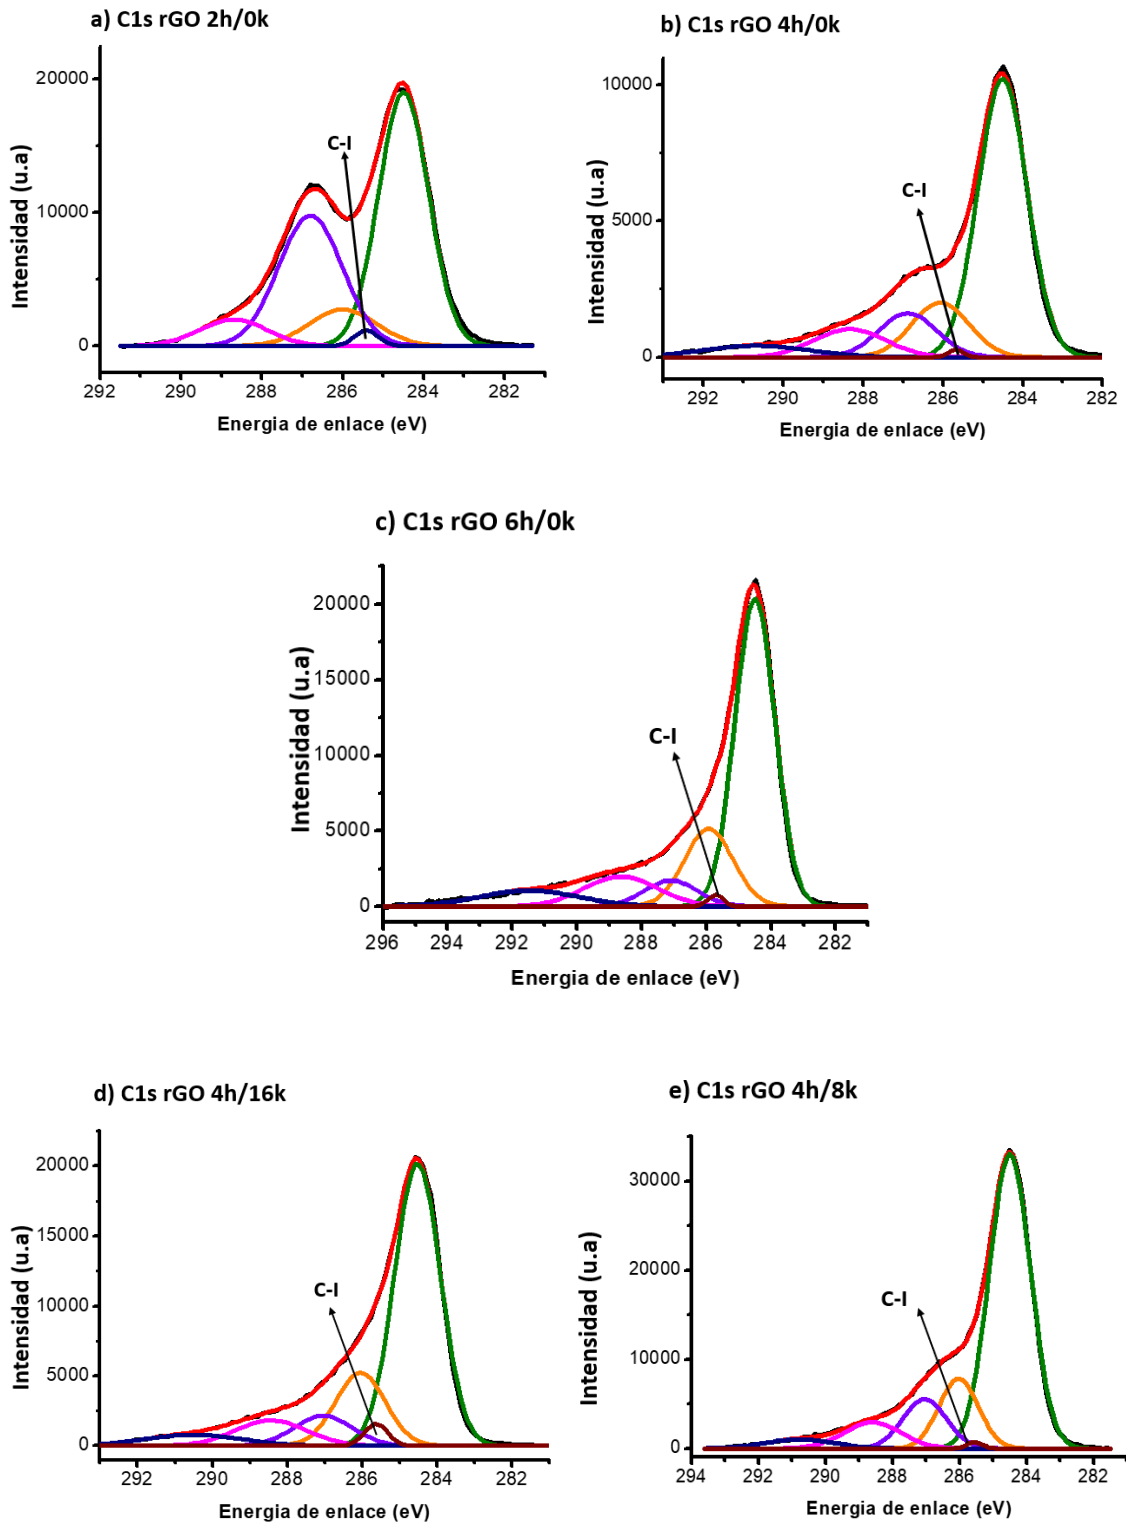 a) C1s rGO 2h/0k
C-I
Intensidad (u.a)
20000
10000
0
292 290 288 286 284 282
Energia de enlace (eV)
b) C1s rGO 4h/0k
C-I
Intensidad (u.a)
10000
5000
0
292 290 288 286 284 282
Energia de enlace (eV)
c) C1s rGO 6h/0k
C-I
Intensidad (u.a)
20000
15000
10000
5000
0
296 294 292 290 288 286 284 282
Energia de enlace (eV)
d) C1s rGO 4h/16k
C-I
Intensidad (u.a)
20000
15000
10000
5000
0
292 290 288 286 284 282
Energia de enlace (eV)
e) C1s rGO 4h/8k
C-I
Intensidad (u.a)
30000
20000
10000
0
294 292 290 288 286 284 282
Energia de enlace (eV)